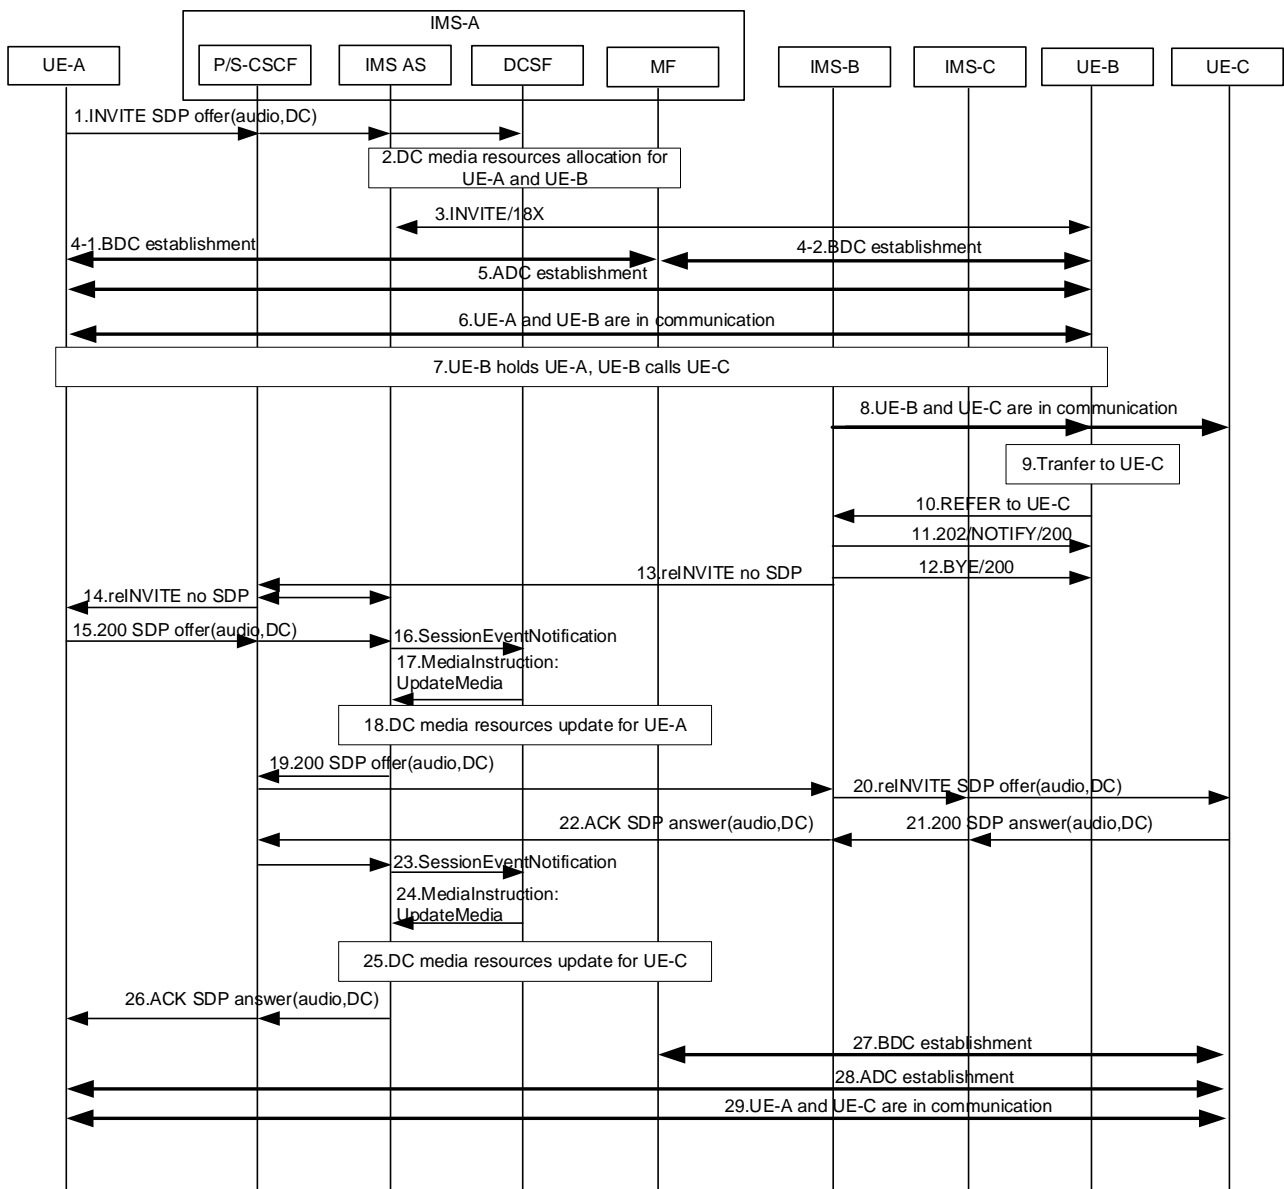 IMS-A
UE-A
P/S-CSCF
IMS AS
DCSF
MF
IMS-B
IMS-C
UE-B
UE-C
1.INVITE SDP offer(audio,DC)
2.DC media resources allocation for
UE-A and UE-B
3.INVITE/18X
4-1.BDC establishment
4-2.BDC establishment
5.ADC establishment
6.UE-A and UE-B are in communication
7.UE-B holds UE-A, UE-B calls UE-C
8.UE-B and UE-C are in communication
9.Tranfer to UE-C
10.REFER to UE-C
11.202/NOTIFY/200
12.BYE/200
13.reINVITE no SDP
14.reINVITE no SDP
15.200 SDP offer(audio,DC)
16.SessionEventNotification
17.MediaInstruction:
UpdateMedia
18.DC media resources update for UE-A
19.200 SDP offer(audio,DC)
20.reINVITE SDP offer(audio,DC)
21.200 SDP answer(audio,DC)
22.ACK SDP answer(audio,DC)
23.SessionEventNotification
24.MediaInstruction:
UpdateMedia
25.DC media resources update for UE-C
26.ACK SDP answer(audio,DC)
27.BDC establishment
28.ADC establishment
29.UE-A and UE-C are in communication